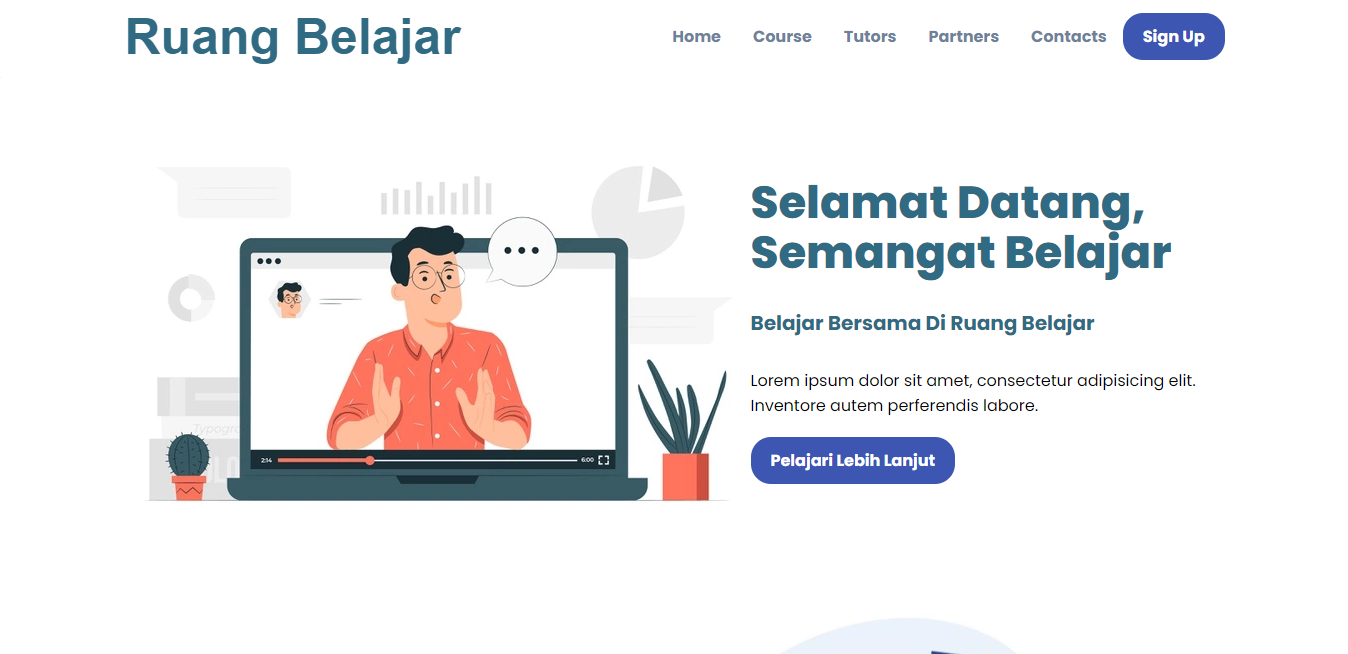 Ruang Belajar
Home Course Tutors Partners Contacts Sign Up
Selamat Datang,
Semangat Belajar
Belajar Bersama Di Ruang Belajar
Lorem ipsum dolor sit amet, consectetur adipisicing elit.
Inventore autem perferendis labore.
Pelajari Lebih Lanjut
2:14 6:00